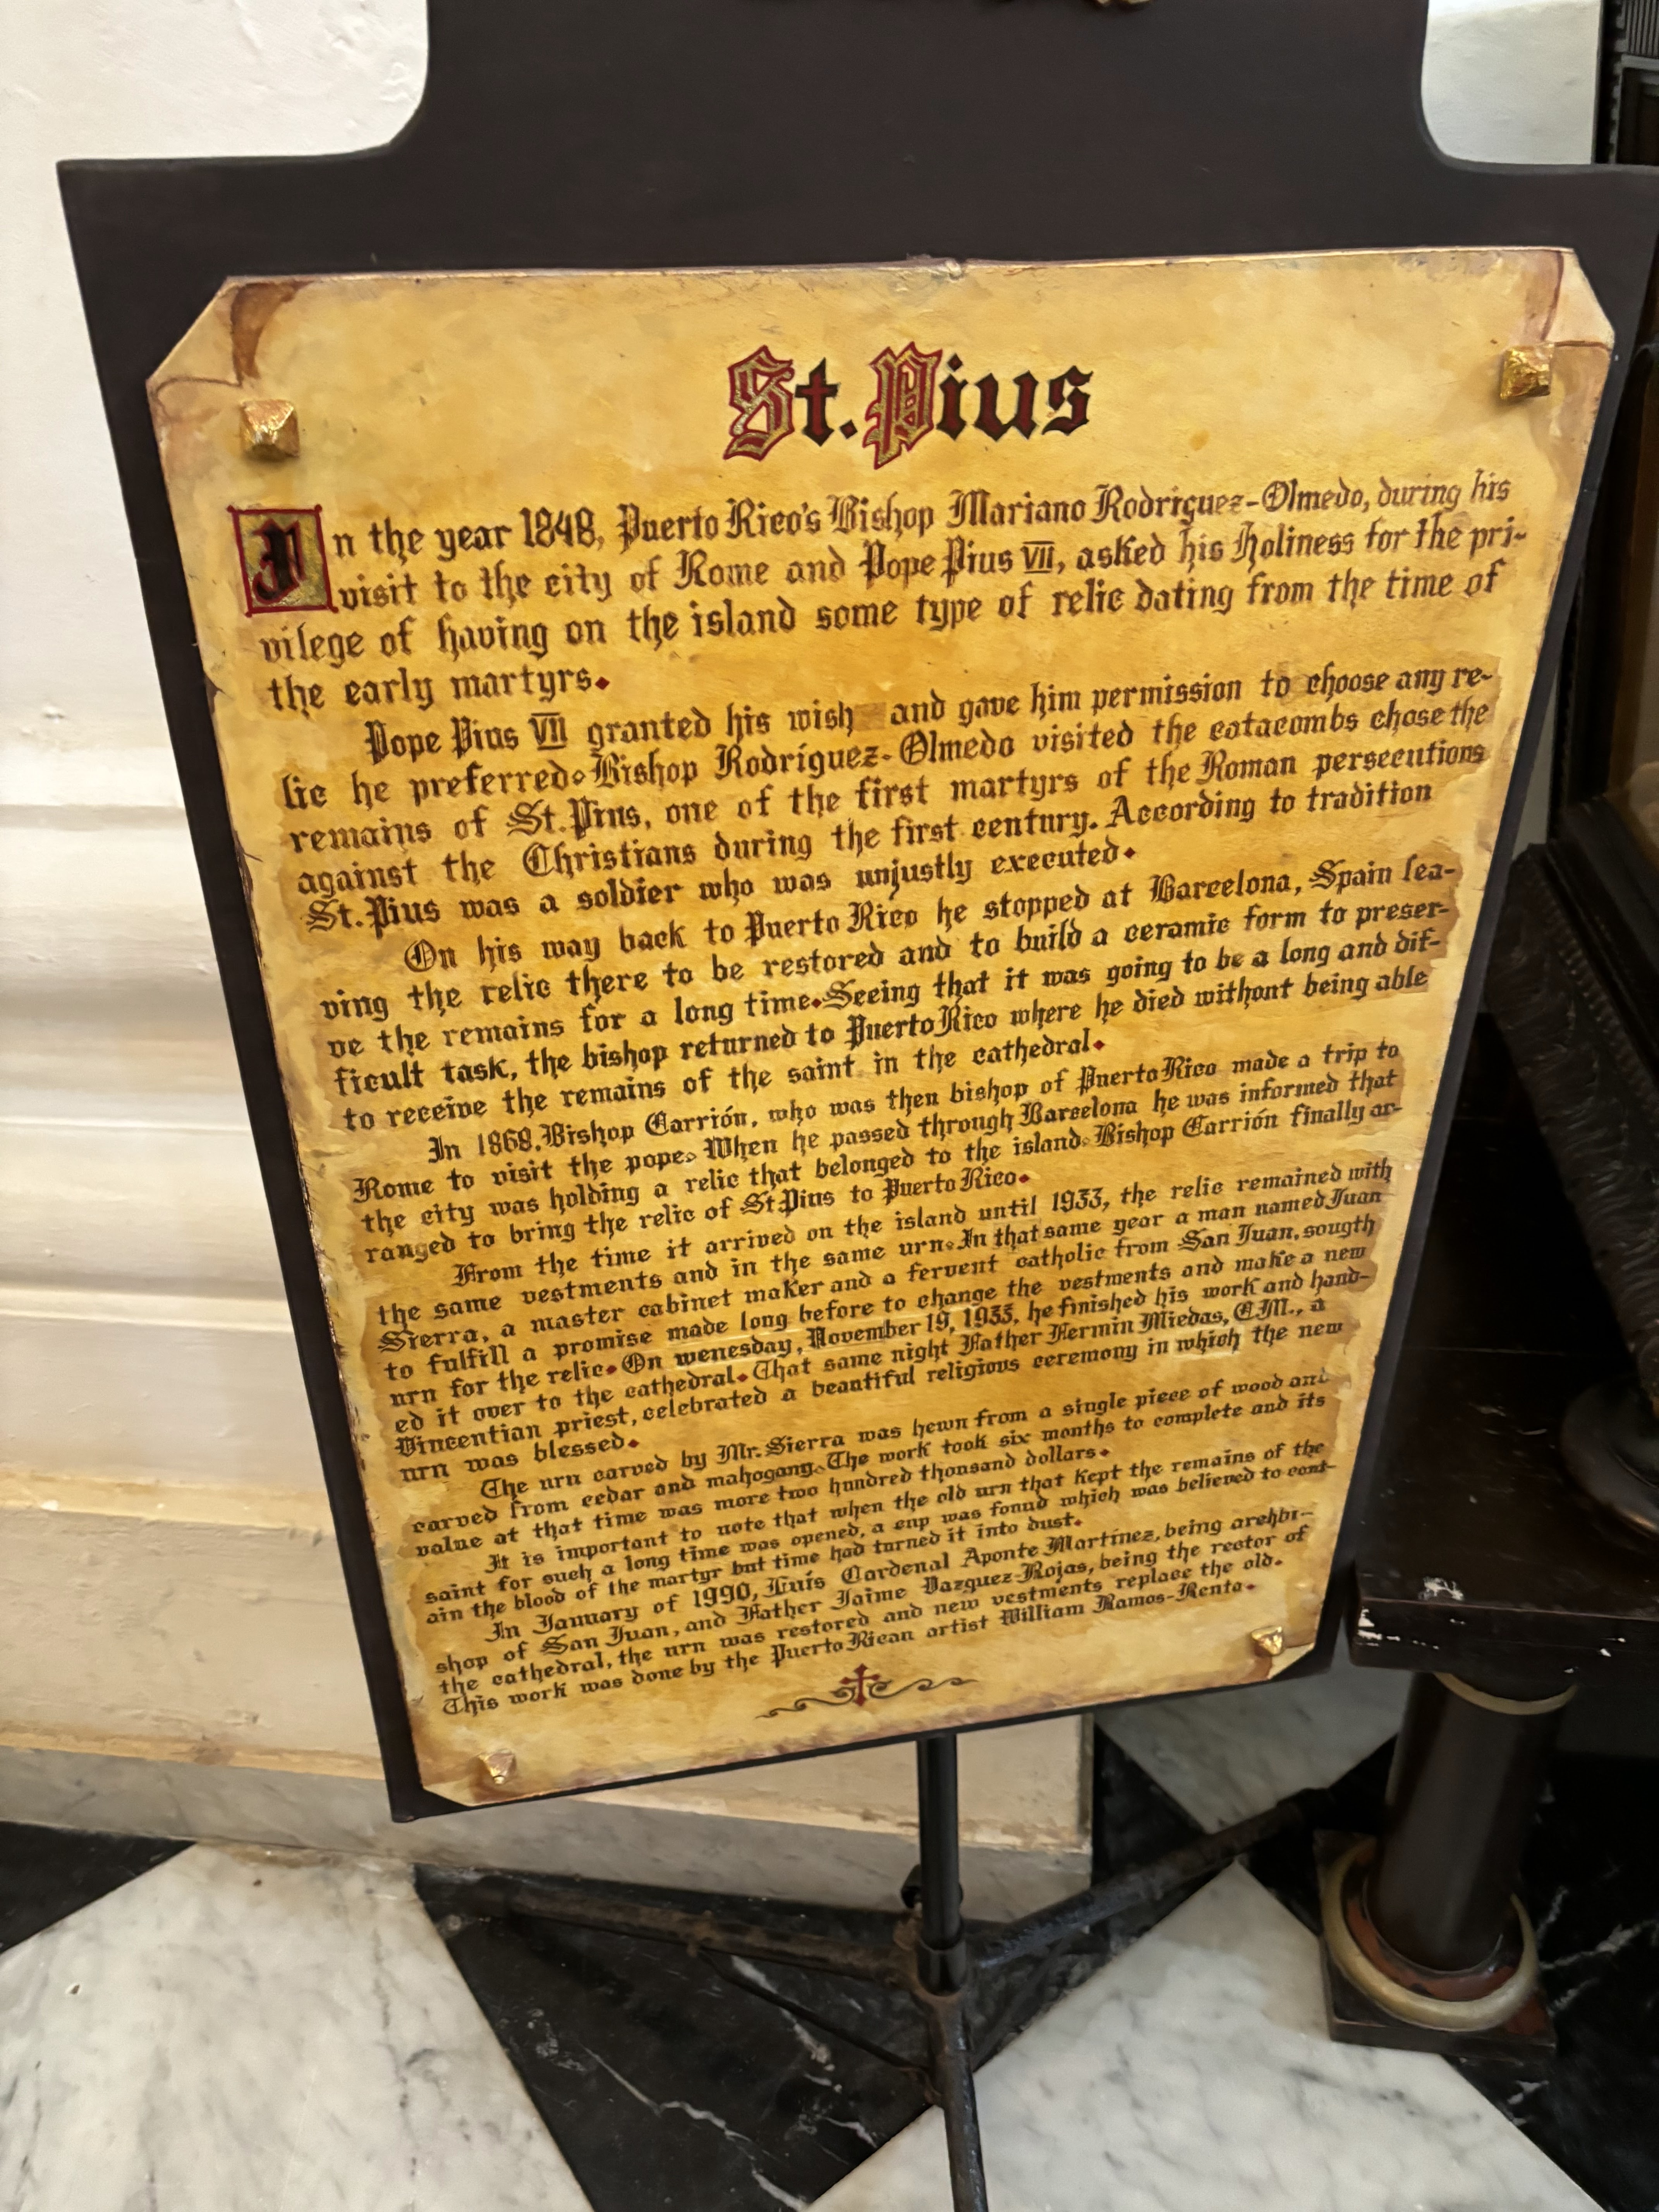 St. Pius
In the year 1848, Puerto Rico's Bishop Mariano Rodriguez-Olmedo, during his
visit to the city of Rome and Pope Pius VII, asked his Holiness for the pri-
vilege of having on the island some type of relic dating from the time of
the early martyrs.
Pope Pius VII granted his wish and gave him permission to choose any re-
lic he preferred. Bishop Rodríguez-Olmedo visited the catacombs chose the
remains of St. Pius, one of the first martyrs of the Roman persecutions
against the Christians during the first century. According to tradition
St. Pius was a soldier who was unjustly executed.
On his way back to Puerto Rico he stopped at Barcelona, Spain lea-
ving the relic there to be restored and to build a ceramic form to preser-
ve the remains for a long time. Seeing that it was going to be a long and dif-
ficult task, the bishop returned to Puerto Rico where he died without being able
to receive the remains of the saint in the cathedral.
In 1868, Bishop Carrión, who was then bishop of Puerto Rico made a trip to
Rome to visit the pope. When he passed through Barcelona he was informed that
the city was holding a relic that belonged to the island. Bishop Carrión finally ar-
ranged to bring the relic of St. Pius to Puerto Rico.
From the time it arrived on the island until 1933, the relic remained with
the same vestments and in the same urn. In that same year a man named Juan
Sierra, a master cabinet maker and a fervent catholic from San Juan, sougth
to fulfill a promise made long before to change the vestments and make a new
urn for the relic. On wenesday, November 19, 1933, he finished his work and hand-
ed it over to the cathedral. That same night Father Fermin Miedas, C.M., a
Vincentian priest, celebrated a beautiful religious ceremony in which the new
urn was blessed.
The urn carved by Mr. Sierra was hewn from a single piece of wood and
carved from cedar and mahogany. The work took six months to complete and its
value at that time was more two hundred thousand dollars.
It is important to note that when the old urn that kept the remains of the
saint for such a long time was opened, a cup was fonud which was believed to cont-
ain the blood of the martyr but time had turned it into dust.
In January of 1990, Luis Cardenal Aponte Martínez, being archbi-
shop of San Juan, and Father Jaime Vazquez-Rojas, being the rector of
the cathedral, the urn was restored and new vestments replace the old.
This work was done by the Puerto Rican artist William Ramos-Renta.